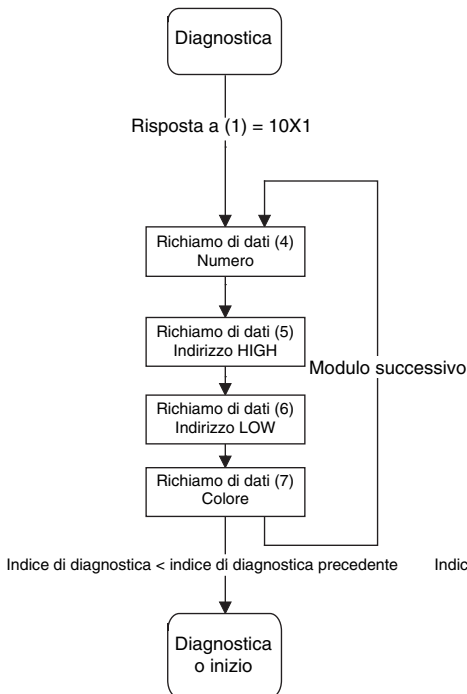 Diagnostica
Risposta a (1) = 10X1
Richiamo di dati (4)
Numero
Richiamo di dati (5)
Indirizzo HIGH
Modulo successivo
Richiamo di dati (6)
Indirizzo LOW
Richiamo di dati (7)
Colore
Indice di diagnostica < indice di diagnostica precedente
Diagnostica
o inizio